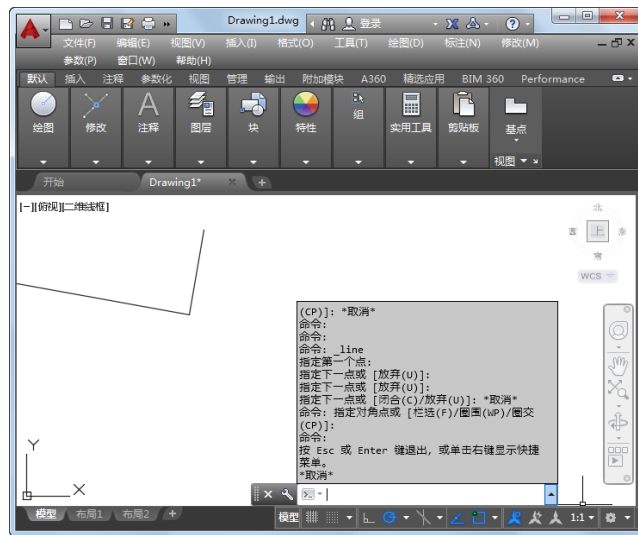 Drawing1.dwg 登录
文件(F) 编辑(E) 视图(V) 插入(I) 格式(O) 工具(T) 绘图(D) 标注(N) 修改(M)
参数(P) 窗口(W) 帮助(H)
默认 插入 注释 参数化 视图 管理 输出 附加模块 A360 精选应用 BIM 360 Performance
绘图 修改 注释 图层 块 特性 组 实用工具 剪贴板 基点
视图
开始 Drawing1*
[-][俯视][二维线框]
北
西 上 东
南
WCS
(CP)]: *取消*
命令:
命令:
命令: _line
指定第一个点:
指定下一点或 [放弃(U)]:
指定下一点或 [放弃(U)]:
指定下一点或 [闭合(C)/放弃(U)]: *取消*
命令: 指定对角点或 [栏选(F)/圈围(WP)/圈交
(CP)]:
命令:
按 Esc 或 Enter 键退出, 或单击右键显示快捷
菜单。
*取消*
Y
X
模型 布局1 布局2 + 模型 1:1